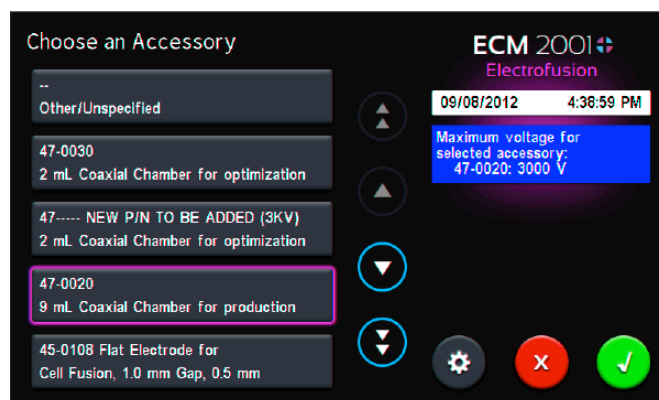 Choose an Accessory
--
Other/Unspecified
47-0030
2 mL Coaxial Chamber for optimization
47----- NEW P/N TO BE ADDED (3KV)
2 mL Coaxial Chamber for optimization
47-0020
9 mL Coaxial Chamber for production
45-0108 Flat Electrode for
Cell Fusion, 1.0 mm Gap, 0.5 mm
ECM 2001
Electrofusion
09/08/2012 4:38:59 PM
Maximum voltage for
selected accessory:
47-0020: 3000 V
X